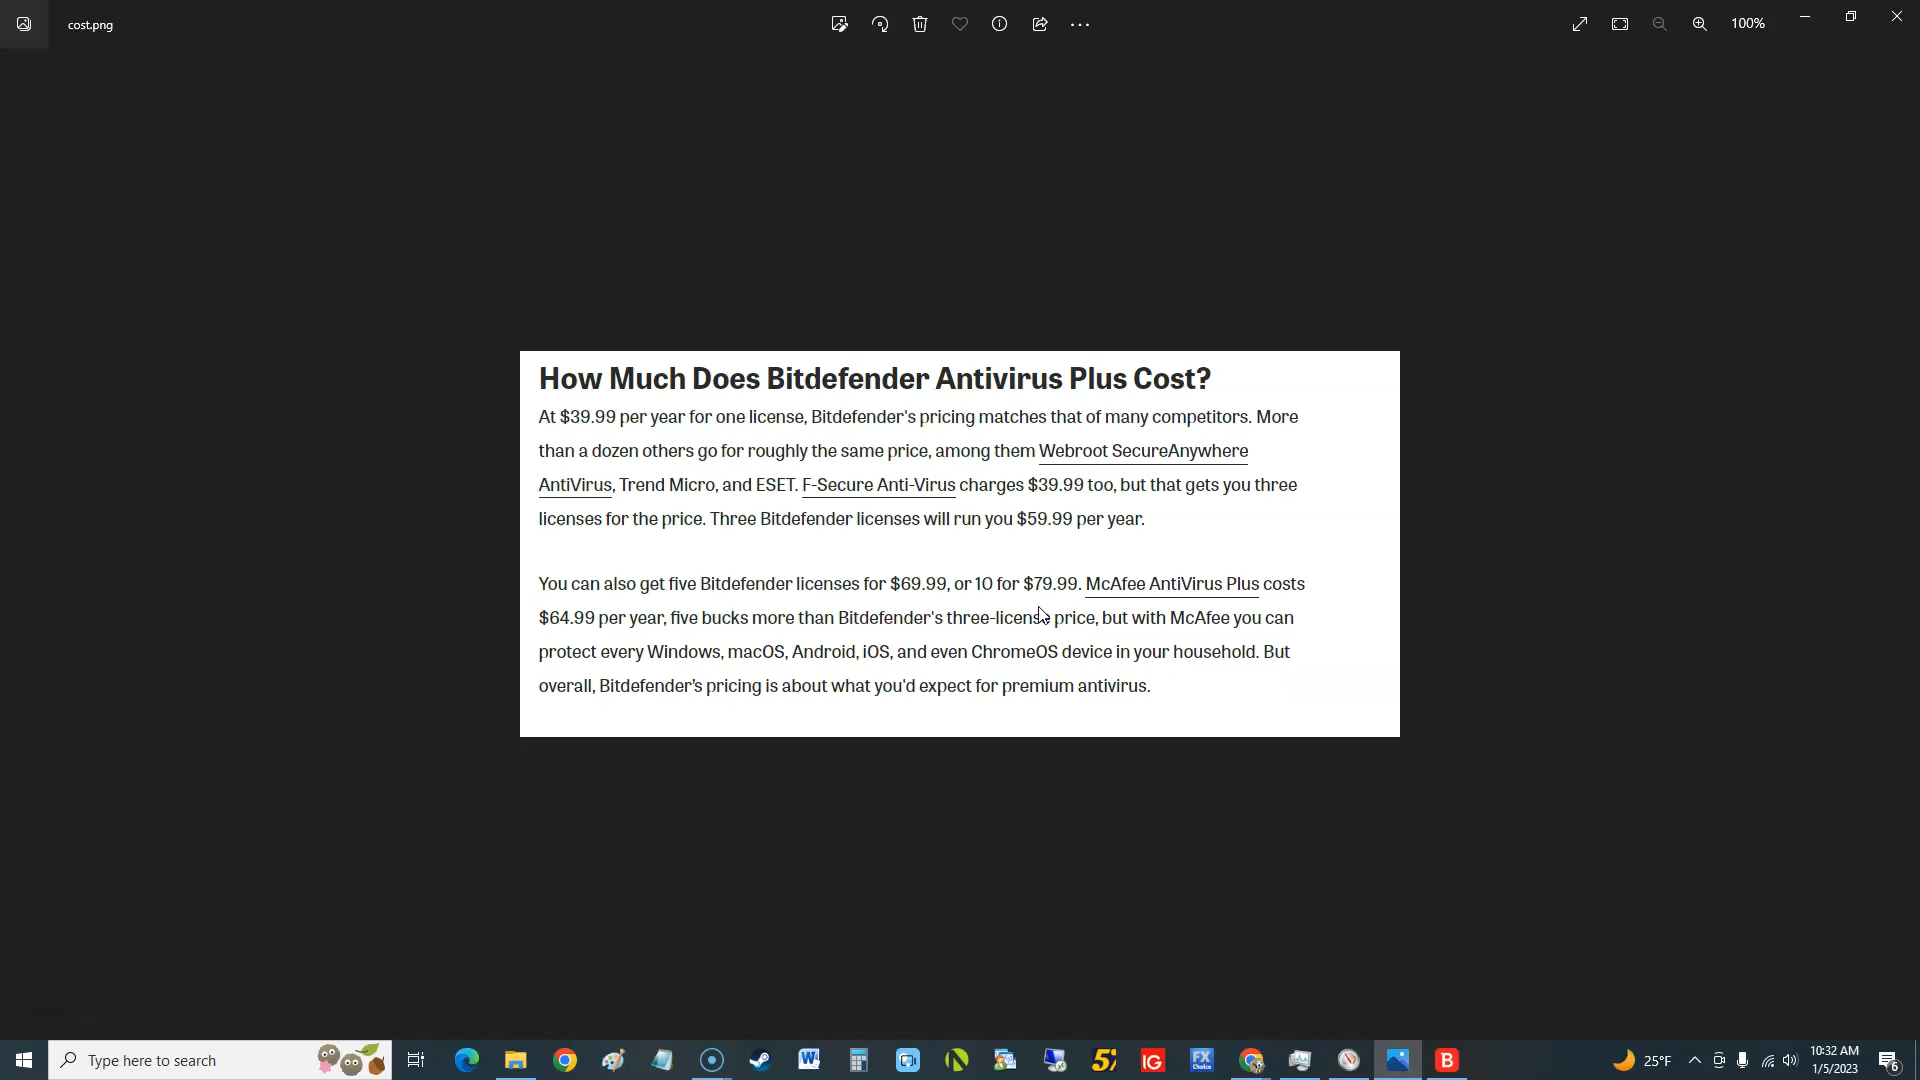 cost.png
100%
How Much Does Bitdefender Antivirus Plus Cost?
At $39.99 per year for one license, Bitdefender's pricing matches that of many competitors. More
than a dozen others go for roughly the same price, among them Webroot SecureAnywhere
AntiVirus, Trend Micro, and ESET. F-Secure Anti-Virus charges $39.99 too, but that gets you three
licenses for the price. Three Bitdefender licenses will run you $59.99 per year.
You can also get five Bitdefender licenses for $69.99, or 10 for $79.99. McAfee AntiVirus Plus costs
$64.99 per year, five bucks more than Bitdefender's three-license price, but with McAfee you can
protect every Windows, macOS, Android, iOS, and even ChromeOS device in your household. But
overall, Bitdefender's pricing is about what you'd expect for premium antivirus.
Type here to search
W
5
IG
FX
Choice
B
25°F
10:32 AM
1/5/2023
6